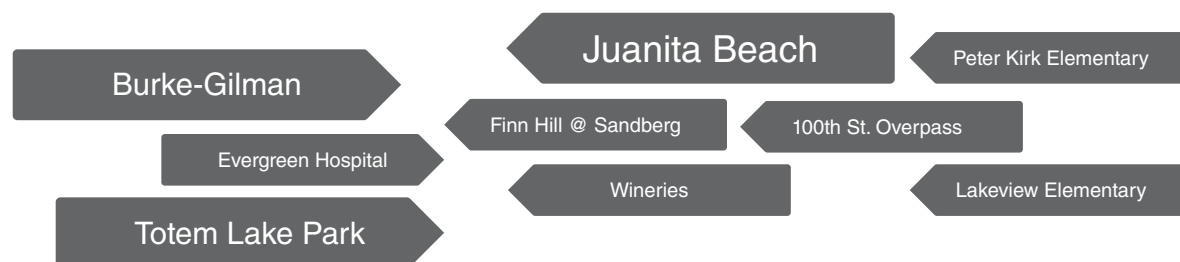 Juanita Beach
Peter Kirk Elementary
Burke-Gilman
Finn Hill @ Sandberg
100th St. Overpass
Evergreen Hospital
Wineries
Lakeview Elementary
Totem Lake Park